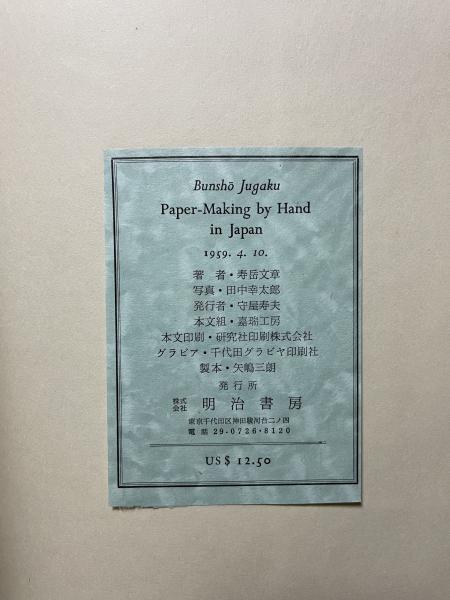 Bunshō Jugaku
Paper-Making by Hand
in Japan
1959. 4. 10.
著 者・寿岳文章
写真・田中幸太郎
発行者・守屋寿夫
本文組・嘉瑞工房
本文印刷・研究社印刷株式会社
グラビア・千代田グラビヤ印刷社
製本・矢嶋三朗
発行所
株式会社 明治書房
東京千代田区神田駿河台二ノ四
電話 29-0726・8120
US$ 12.50